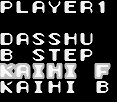 PLAYER1
DASSHU
B STEP
KAIHI F
KAIHI B